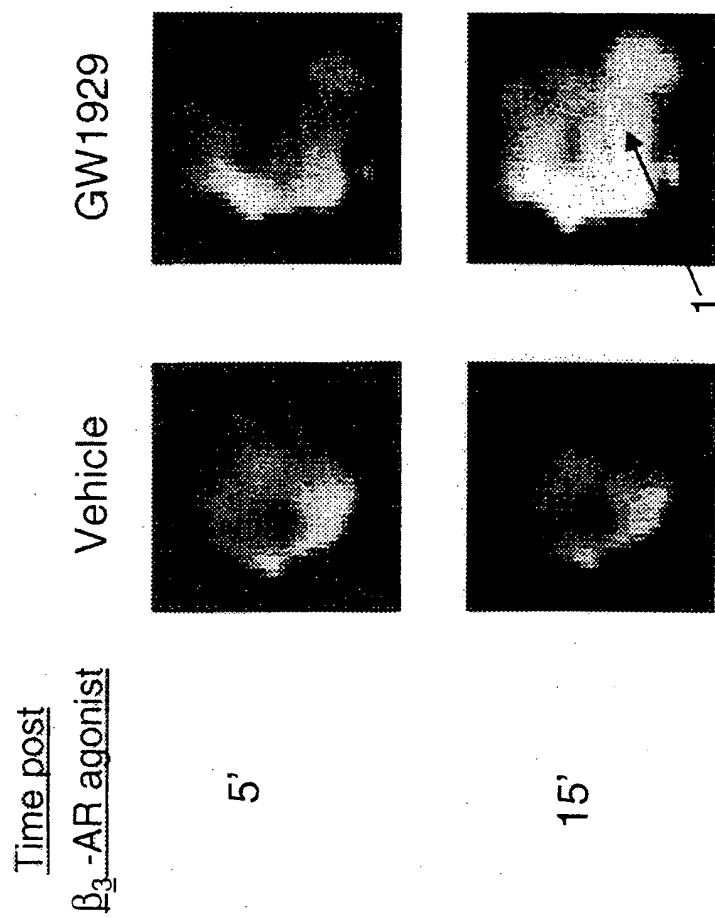 Time post
β₃-AR agonist
Vehicle
GW1929
5'
15'
1